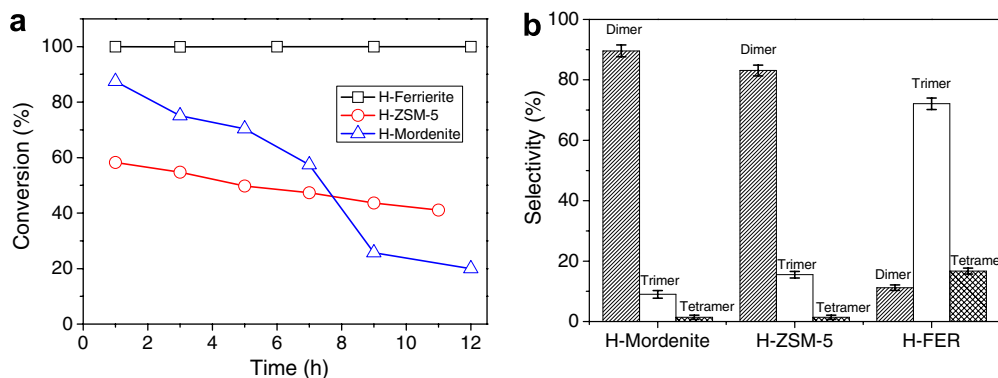 a
100
80
60
40
20
0
Conversion (%)
H-Ferrierite
H-ZSM-5
H-Mordenite
0 2 4 6 8 10 12
Time (h)
b
100
80
60
40
20
0
Selectivity (%)
Dimer
Trimer
Tetramer
Dimer
Trimer
Tetramer
Dimer
Trimer
Tetramer
H-Mordenite H-ZSM-5 H-FER